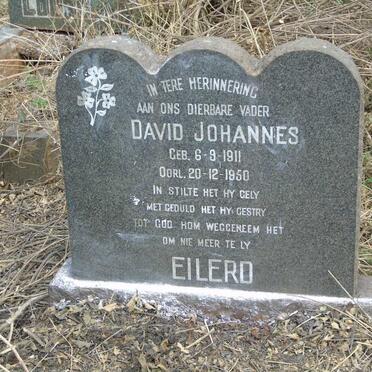 IN TERE HERINNERING
AAN ONS DIERBARE VADER
DAVID JOHANNES
GEB. 6-9-1911
OORL. 20-12-1950
IN STILTE HET HY GELY
MET GEDULD HET HY GESTRY
TOT GOD HOM WEGGENEEM HET
OM NIE MEER TE LY
EILERD